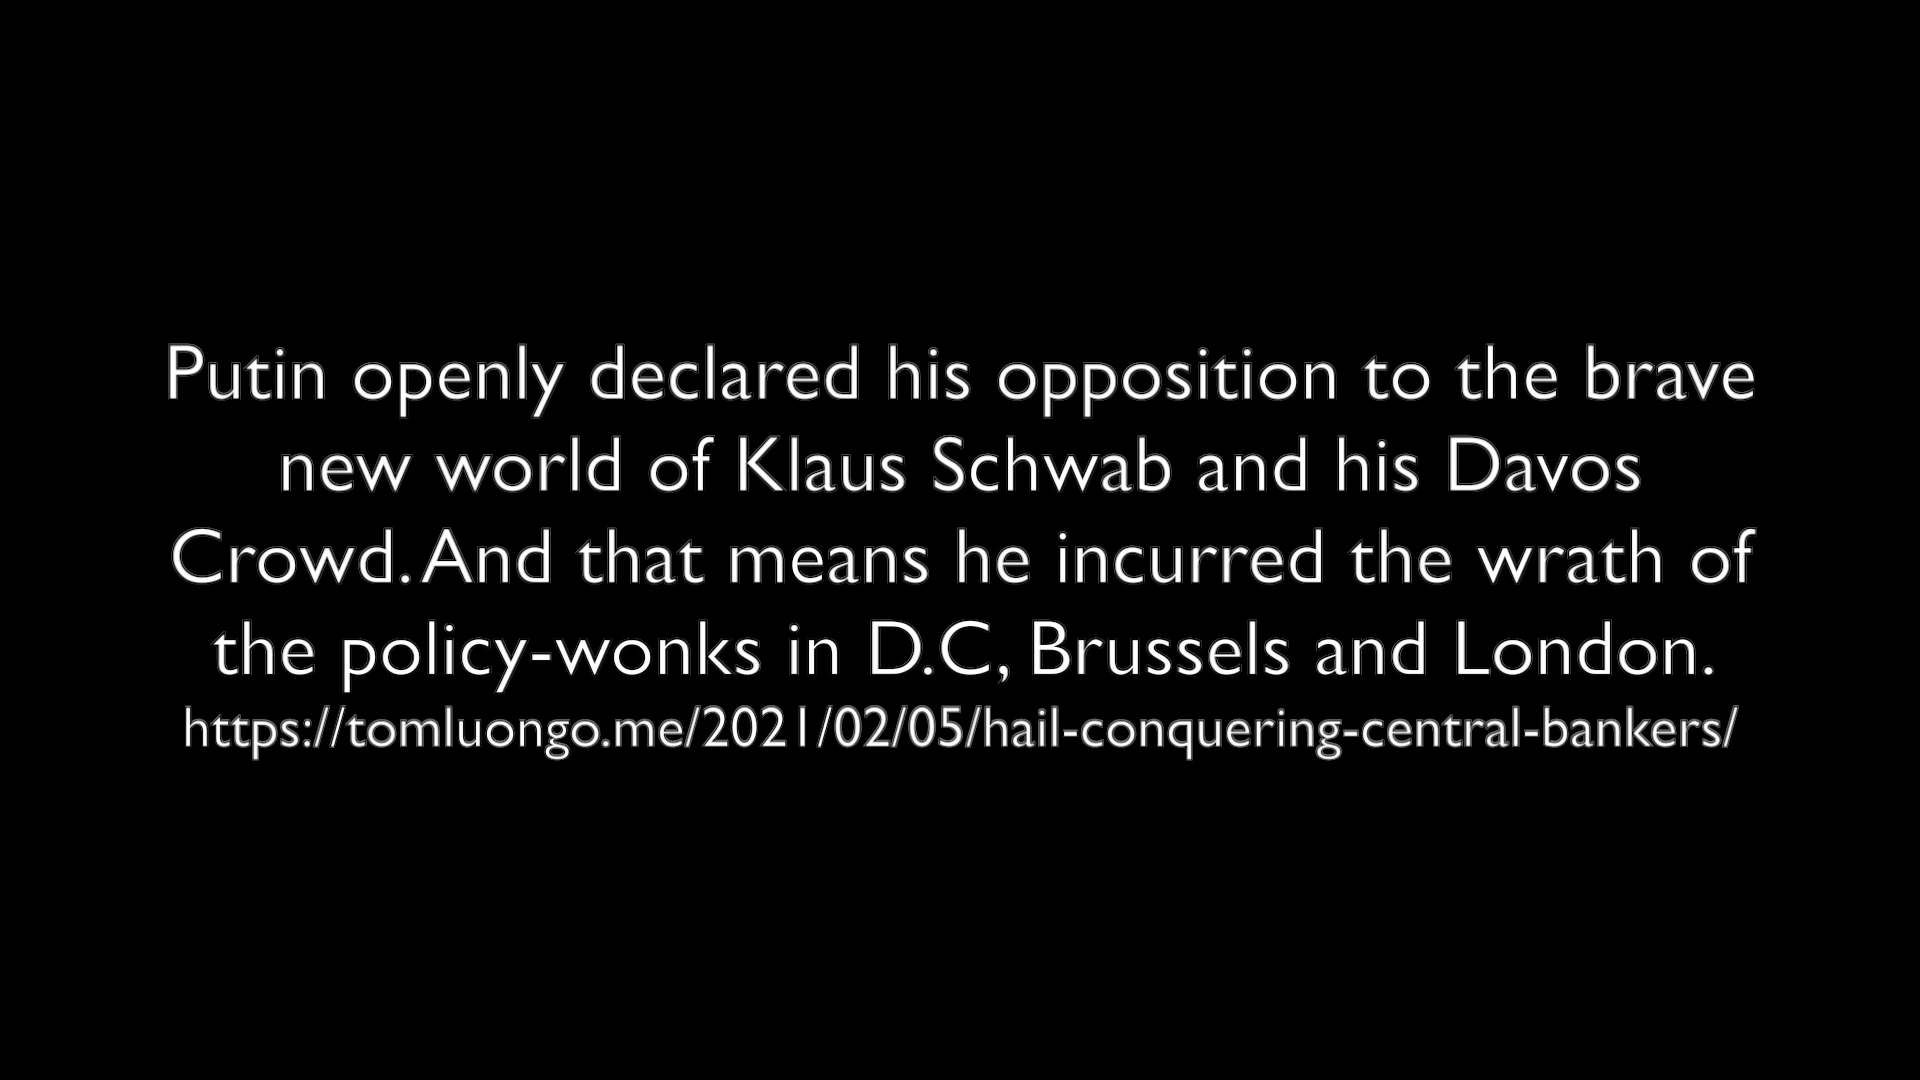 Putin openly declared his opposition to the brave
new world of Klaus Schwab and his Davos
Crowd. And that means he incurred the wrath of
the policy-wonks in D.C, Brussels and London.
https://tomluongo.me/2021/02/05/hail-conquering-central-bankers/